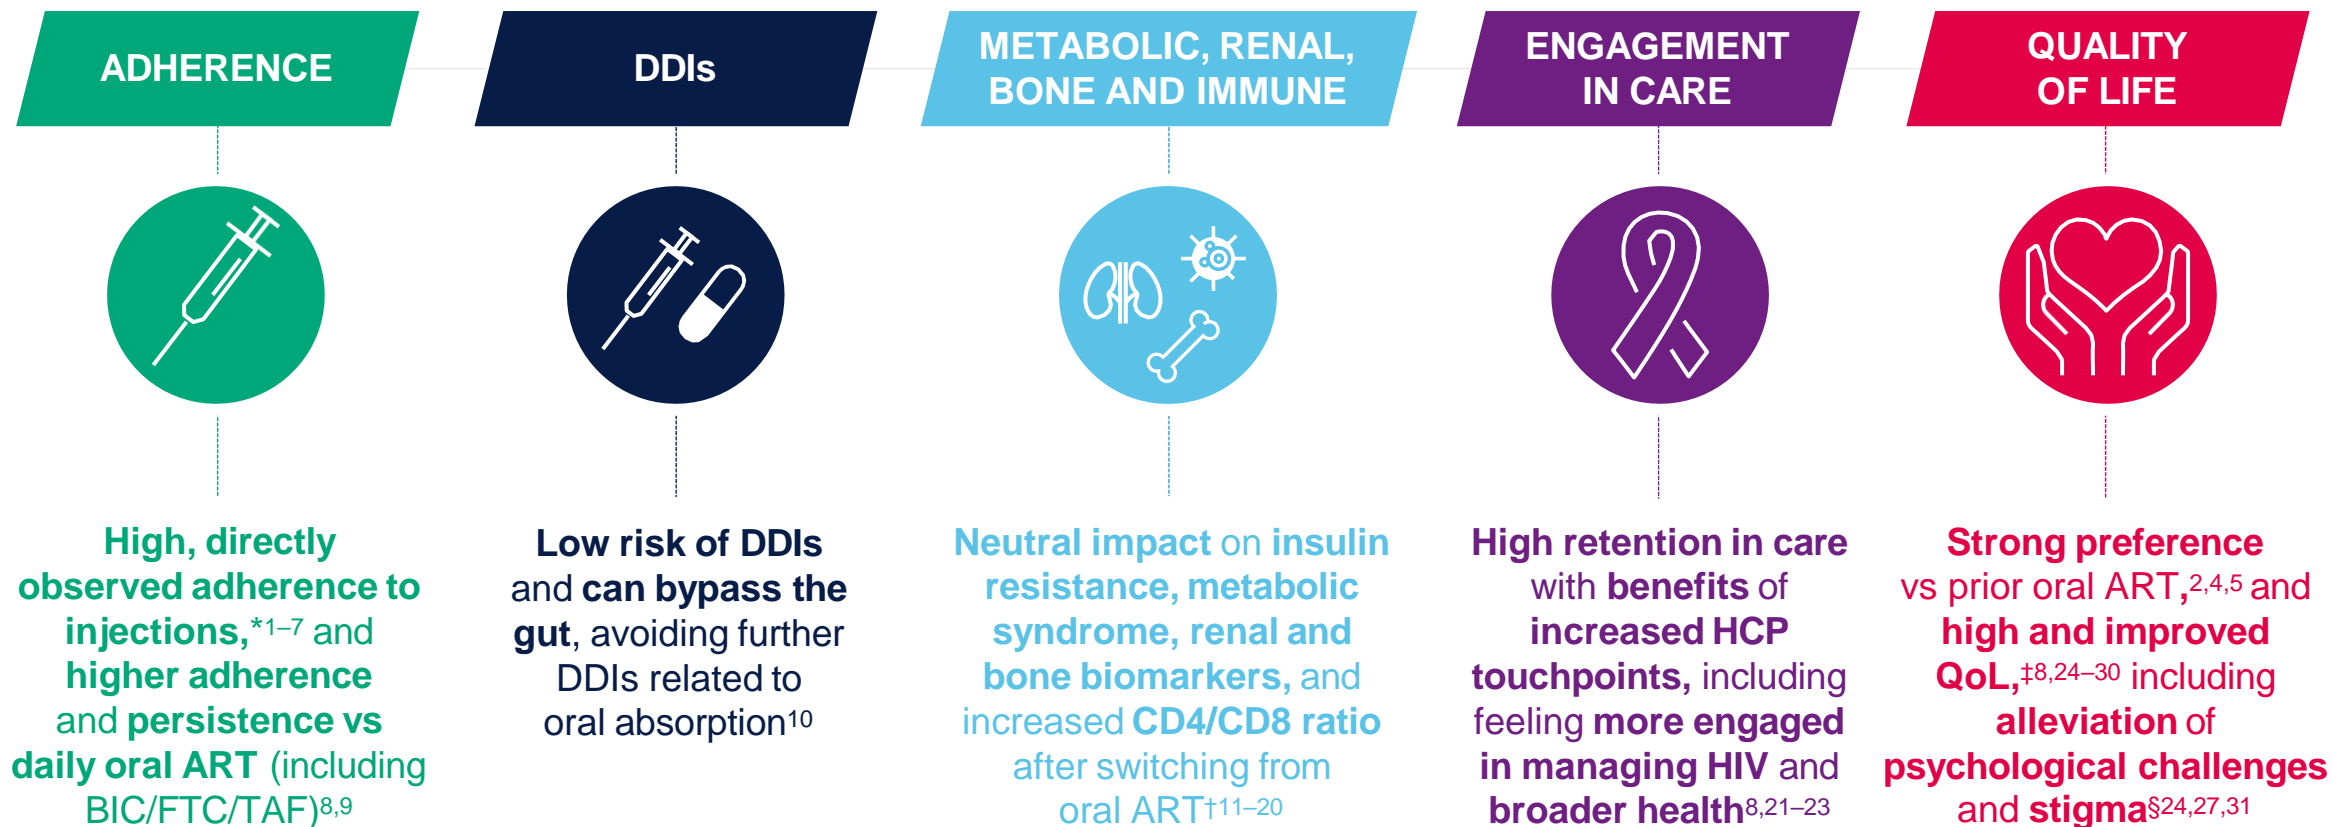 ADHERENCE
High, directly
observed adherence to
injections,*1–7 and
higher adherence
and persistence vs
daily oral ART (including
BIC/FTC/TAF)8,9
DDIs
Low risk of DDIs
and can bypass the
gut, avoiding further
DDIs related to
oral absorption10
METABOLIC, RENAL,
BONE AND IMMUNE
Neutral impact on insulin
resistance, metabolic
syndrome, renal and
bone biomarkers, and
increased CD4/CD8 ratio
after switching from
oral ART†11–20
ENGAGEMENT
IN CARE
High retention in care
with benefits of
increased HCP
touchpoints, including
feeling more engaged
in managing HIV and
broader health8,21–23
QUALITY
OF LIFE
Strong preference
vs prior oral ART,2,4,5 and
high and improved
QoL,‡8,24–30 including
alleviation of
psychological challenges
and stigma§24,27,31